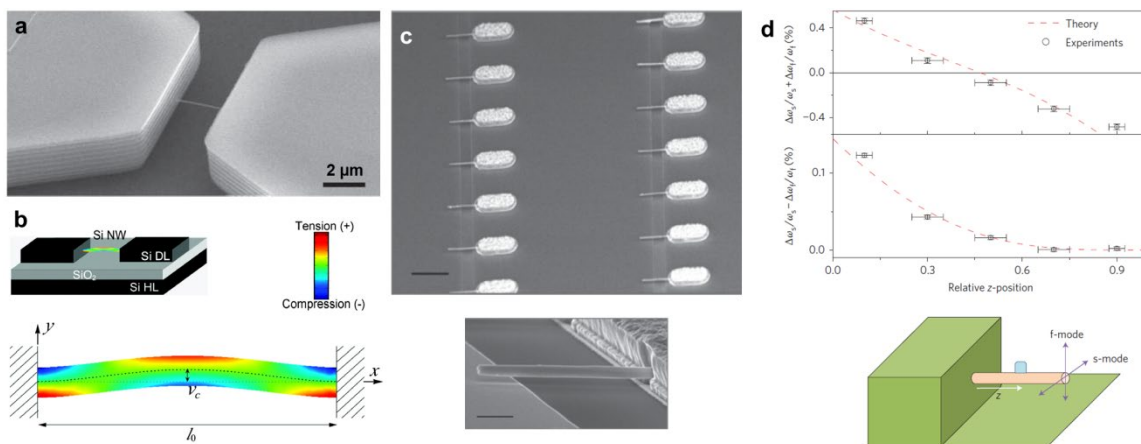 a
2 μm
b
Si NW
Si DL
SiO₂
Si HL
Tension (+)
Compression (-)
y
x
v_c
l₀
c
d
Theory
Experiments
Δω_s/ω_s + Δω_f/ω_f (%)
0.4
0.0
−0.4
Δω_s/ω_s − Δω_f/ω_f (%)
0.1
0.0
0.0 0.3 0.6 0.9
Relative z-position
f-mode
s-mode
z